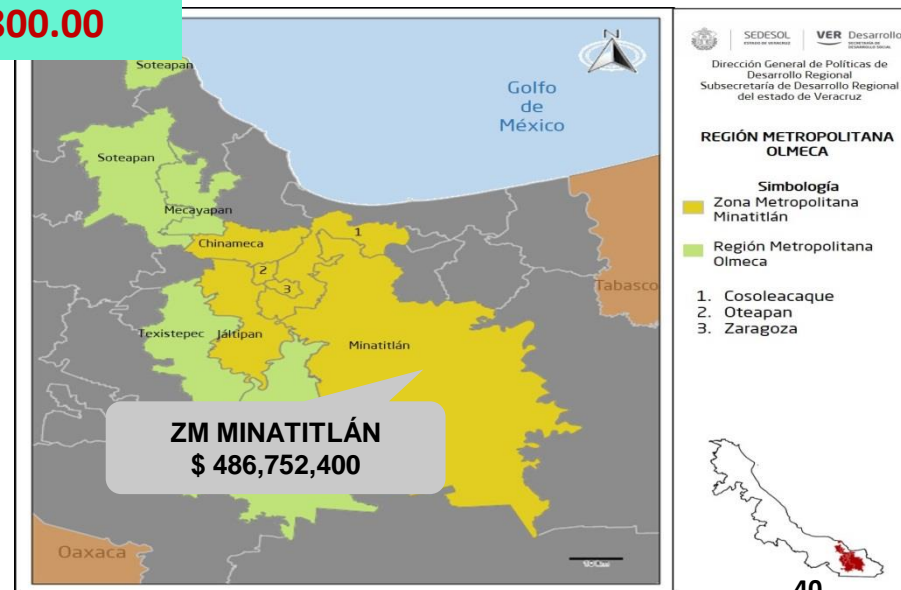 800.00
Soteapan
Golfo
de
México
Soteapan
Mecayapan
Chinameca
1
2
3
Texistepec
Jáltipan
Minatitlán
Tabasco
ZM MINATITLÁN
$ 486,752,400
Oaxaca
SEDESOL
VER Desarrollo
Dirección General de Políticas de
Desarrollo Regional
Subsecretaría de Desarrollo Regional
del estado de Veracruz
REGIÓN METROPOLITANA
OLMECA
Simbología
Zona Metropolitana
Minatitlán
Región Metropolitana
Olmeca
1. Cosoleacaque
2. Oteapan
3. Zaragoza
40